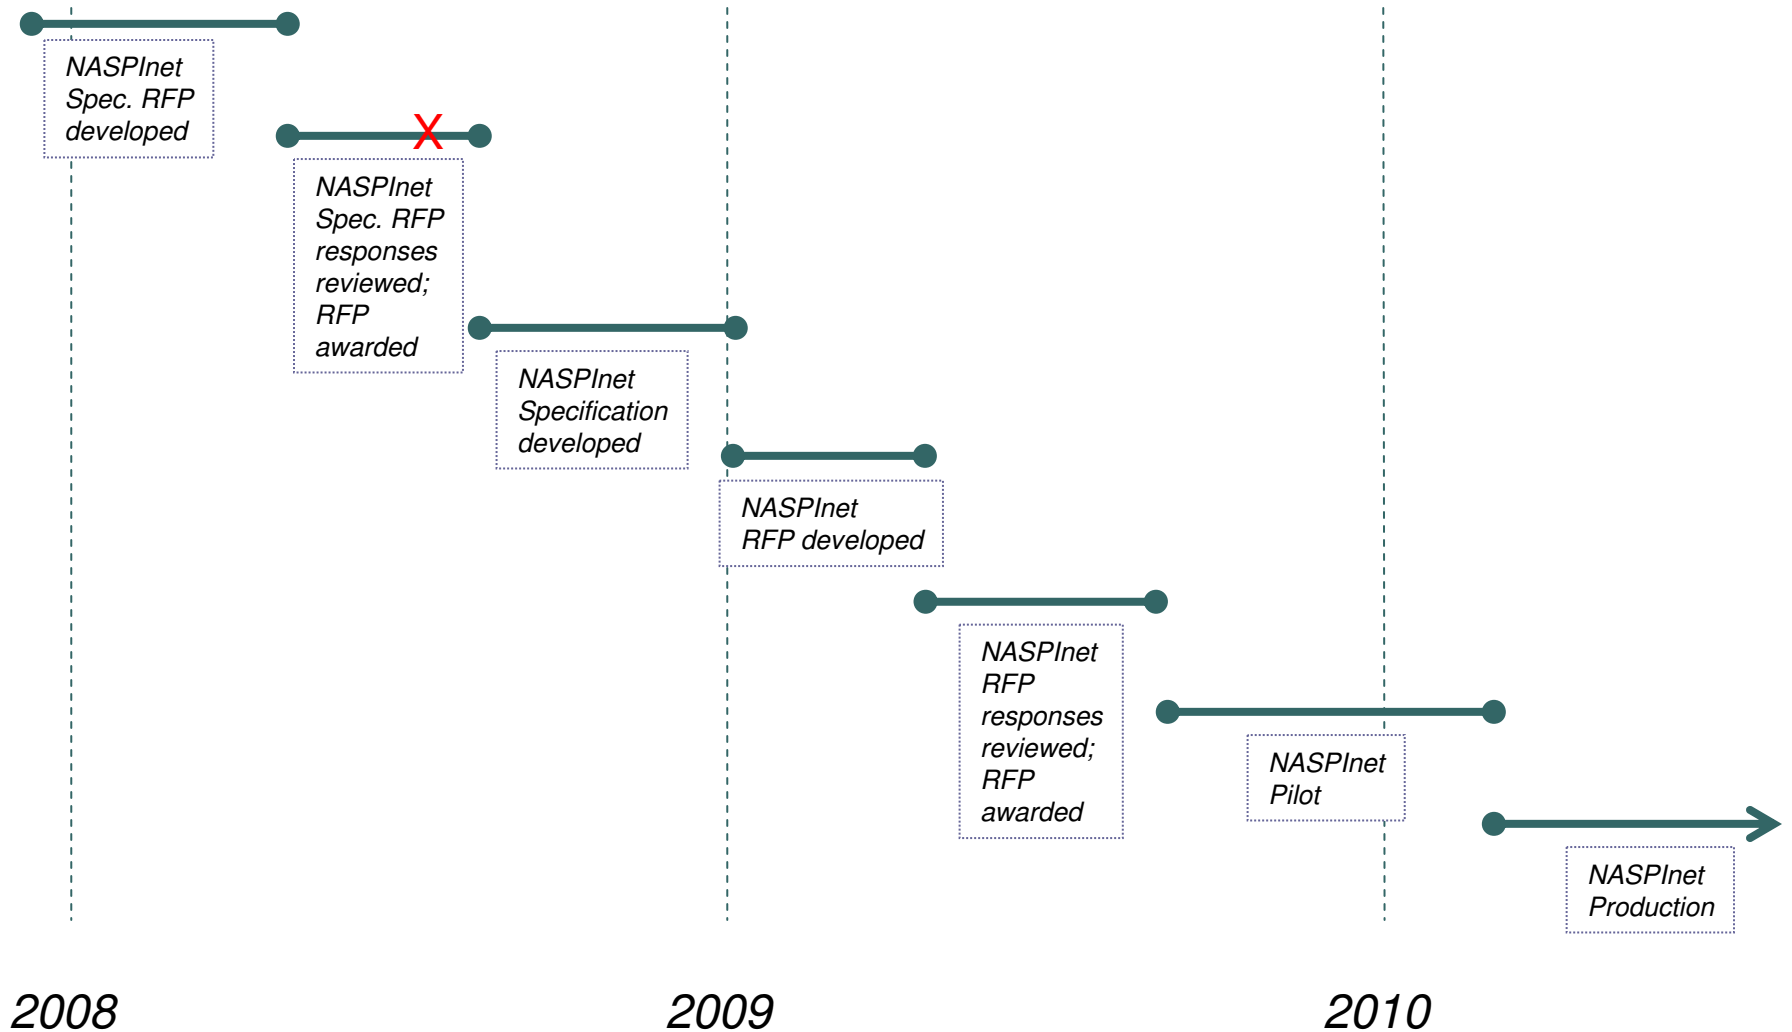 NASPInet
Spec. RFP
developed
X
NASPInet
Spec. RFP
responses
reviewed;
RFP
awarded
NASPInet
Specification
developed
NASPInet
RFP developed
NASPInet
RFP
responses
reviewed;
RFP
awarded
NASPInet
Pilot
NASPInet
Production
2008
2009
2010